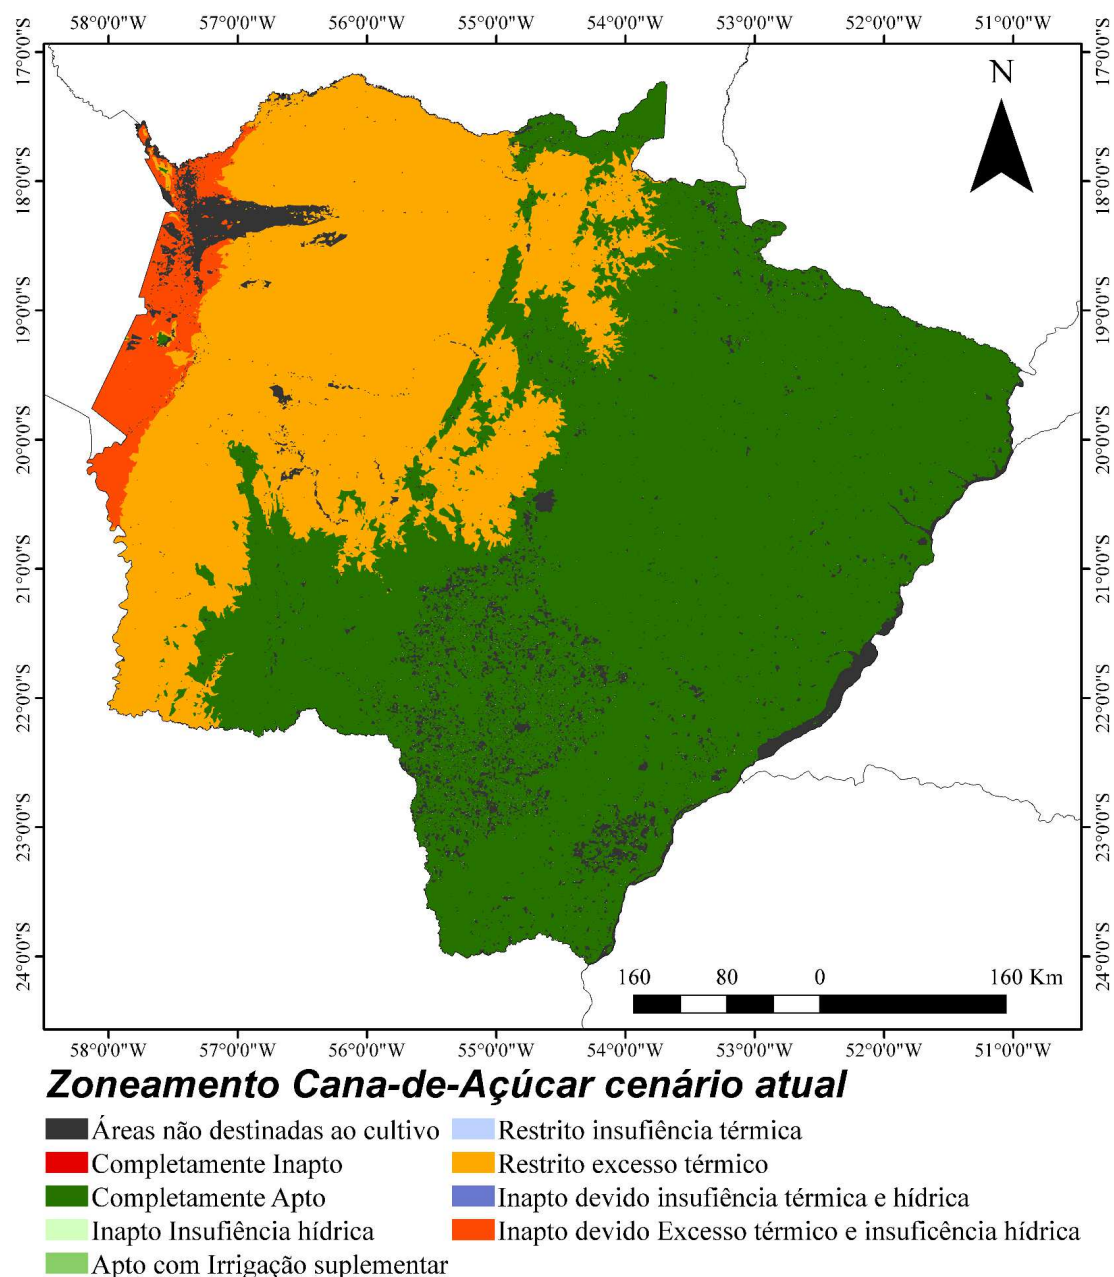 58°0'0"W 57°0'0"W 56°0'0"W 55°0'0"W 54°0'0"W 53°0'0"W 52°0'0"W 51°0'0"W
17°0'0"S 17°0'0"S
N
18°0'0"S 18°0'0"S
19°0'0"S 19°0'0"S
20°0'0"S 20°0'0"S
21°0'0"S 21°0'0"S
22°0'0"S 22°0'0"S
23°0'0"S 23°0'0"S
24°0'0"S 24°0'0"S
160 80 0 160 Km
58°0'0"W 57°0'0"W 56°0'0"W 55°0'0"W 54°0'0"W 53°0'0"W 52°0'0"W 51°0'0"W
Zoneamento Cana-de-Açúcar cenário atual
Áreas não destinadas ao cultivo
Completamente Inapto
Completamente Apto
Inapto Insufiência hídrica
Apto com Irrigação suplementar
Restrito insufiência térmica
Restrito excesso térmico
Inapto devido insufiência térmica e hídrica
Inapto devido Excesso térmico e insuficência hídrica